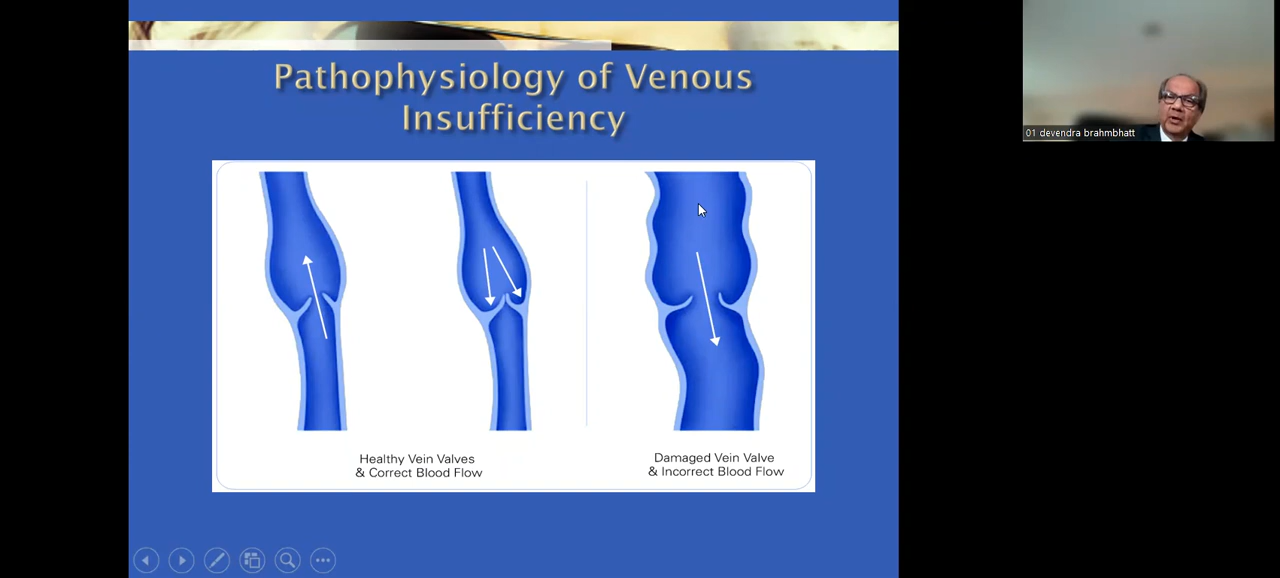 Pathophysiology of Venous
Insufficiency
Healthy Vein Valves
& Correct Blood Flow
Damaged Vein Valve
& Incorrect Blood Flow
01 devendra brahmbhatt